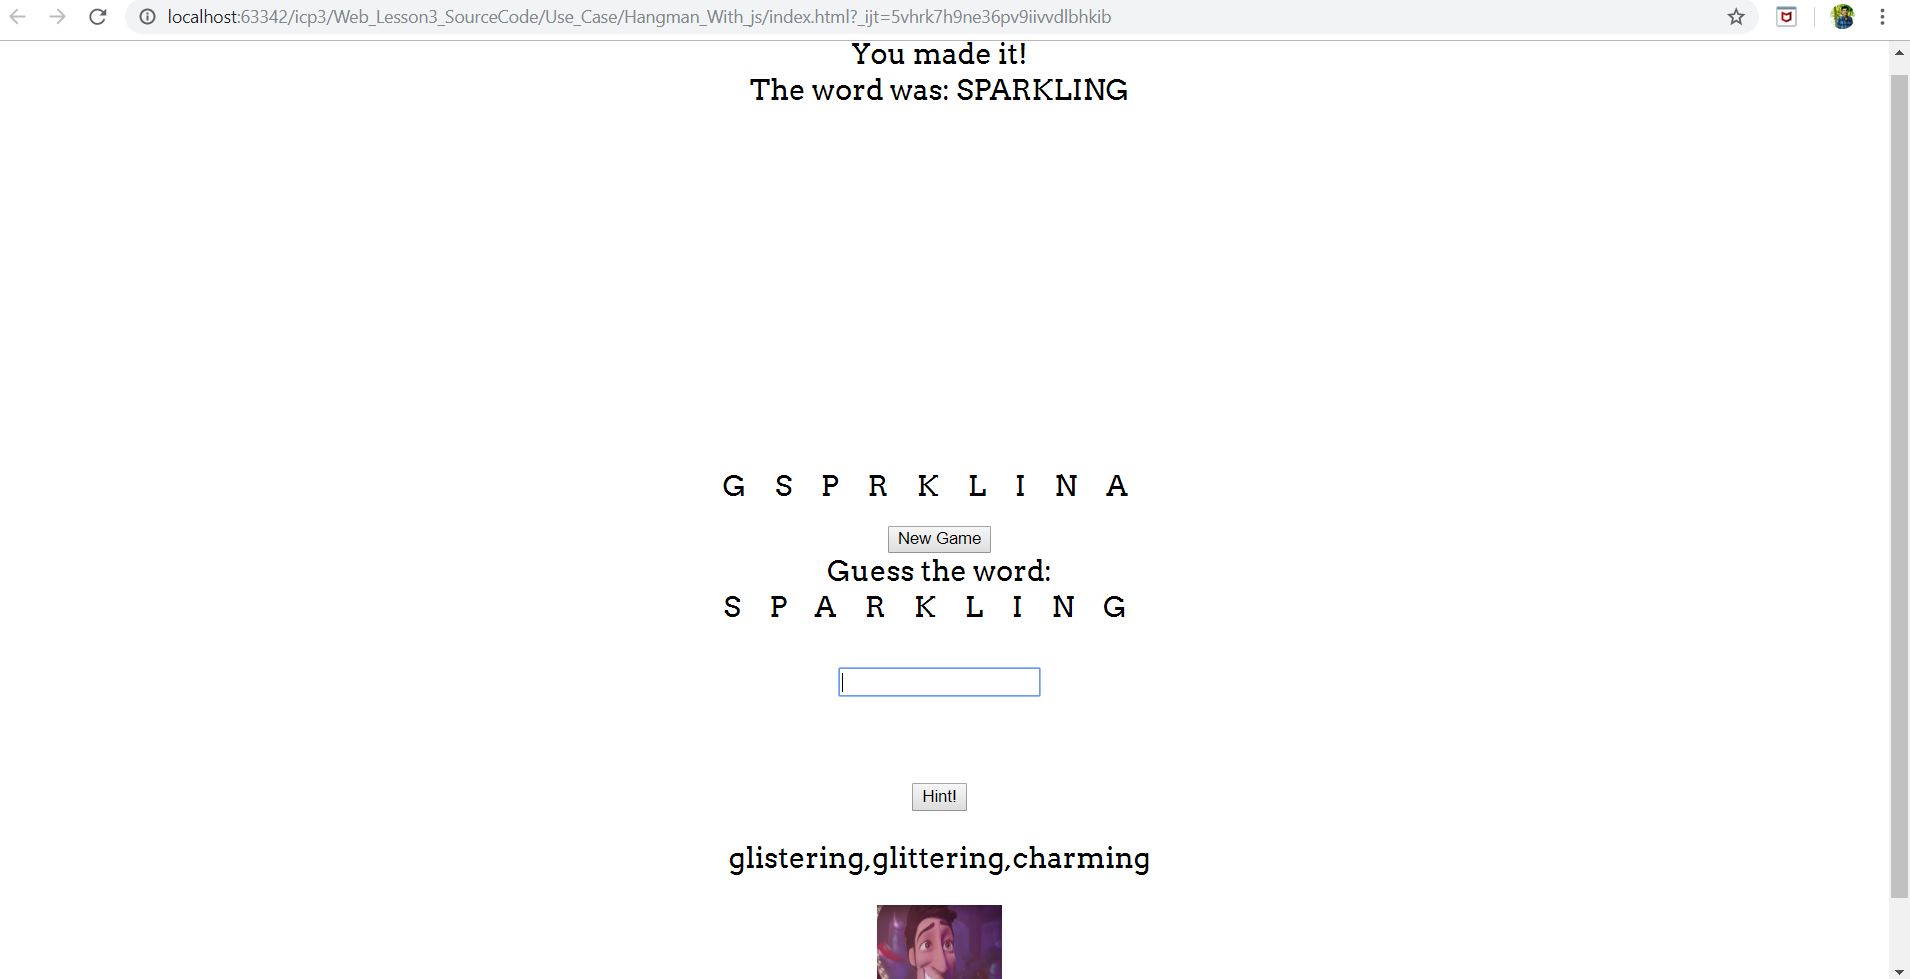 localhost:63342/icp3/Web_Lesson3_SourceCode/Use_Case/Hangman_With_js/index.html?_ijt=5vhrk7h9ne36pv9iivvdlbhkib
You made it!
The word was: SPARKLING
G S P R K L I N A
New Game
Guess the word:
S P A R K L I N G
Hint!
glistering,glittering,charming